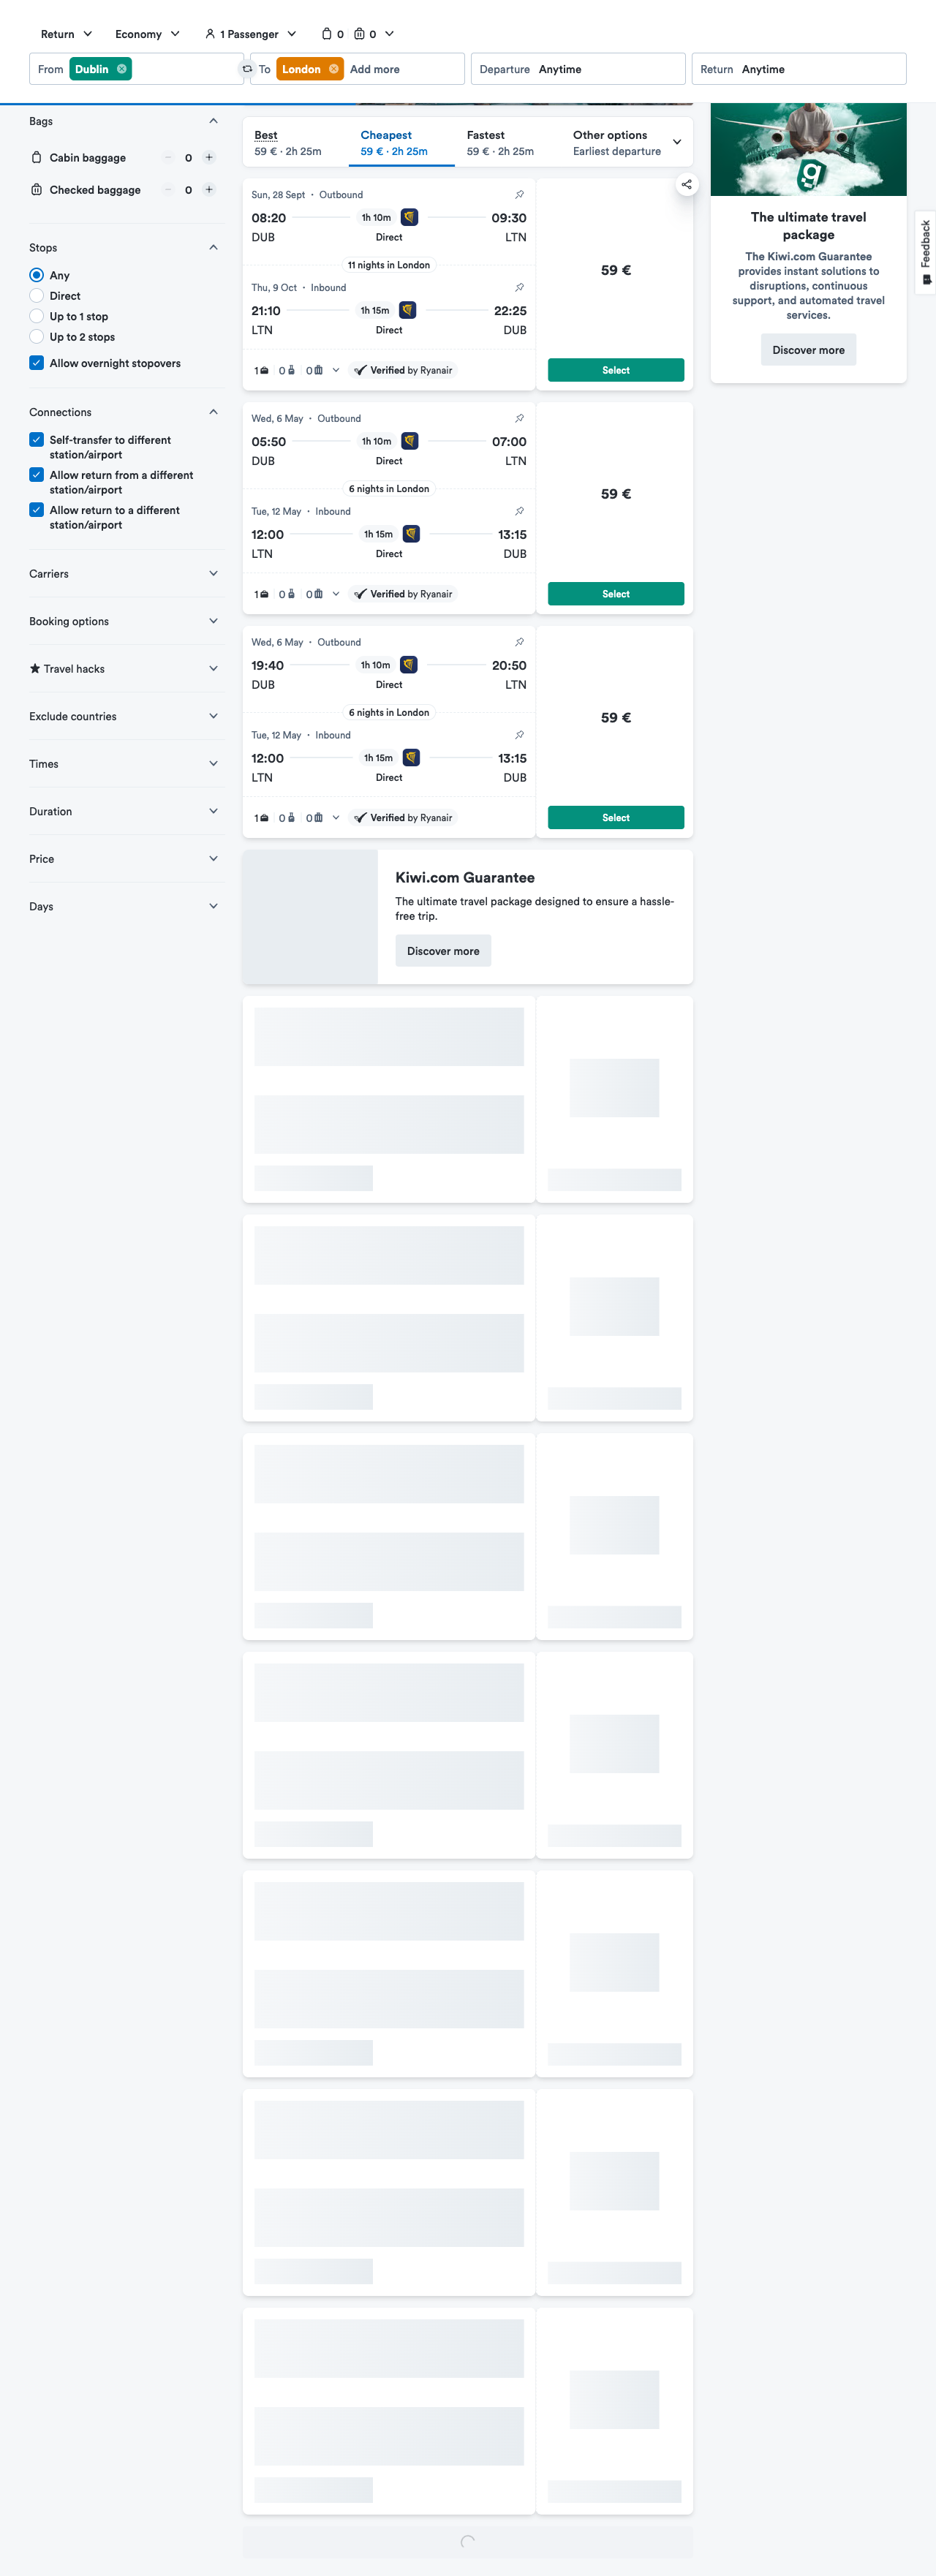 Return
Economy
1 Passenger
0
0
From Dublin
To London Add more
Departure Anytime
Return Anytime
Bags
Cabin baggage
0
Checked baggage
0
Stops
Any
Direct
Up to 1 stop
Up to 2 stops
Allow overnight stopovers
Connections
Self-transfer to different
station/airport
Allow return from a different
station/airport
Allow return to a different
station/airport
Carriers
Booking options
Travel hacks
Exclude countries
Times
Duration
Price
Days
Best
59 € · 2h 25m
Cheapest
59 € · 2h 25m
Fastest
59 € · 2h 25m
Other options
Earliest departure
Sun, 28 Sept · Outbound
08:20 1h 10m 09:30
DUB Direct LTN
11 nights in London
Thu, 9 Oct · Inbound
21:10 1h 15m 22:25
LTN Direct DUB
1 0 0 Verified by Ryanair
59 €
Select
Wed, 6 May · Outbound
05:50 1h 10m 07:00
DUB Direct LTN
6 nights in London
Tue, 12 May · Inbound
12:00 1h 15m 13:15
LTN Direct DUB
1 0 0 Verified by Ryanair
59 €
Select
Wed, 6 May · Outbound
19:40 1h 10m 20:50
DUB Direct LTN
6 nights in London
Tue, 12 May · Inbound
12:00 1h 15m 13:15
LTN Direct DUB
1 0 0 Verified by Ryanair
59 €
Select
Kiwi.com Guarantee
The ultimate travel package designed to ensure a hassle-
free trip.
Discover more
g
The ultimate travel
package
The Kiwi.com Guarantee
provides instant solutions to
disruptions, continuous
support, and automated travel
services.
Discover more
Feedback